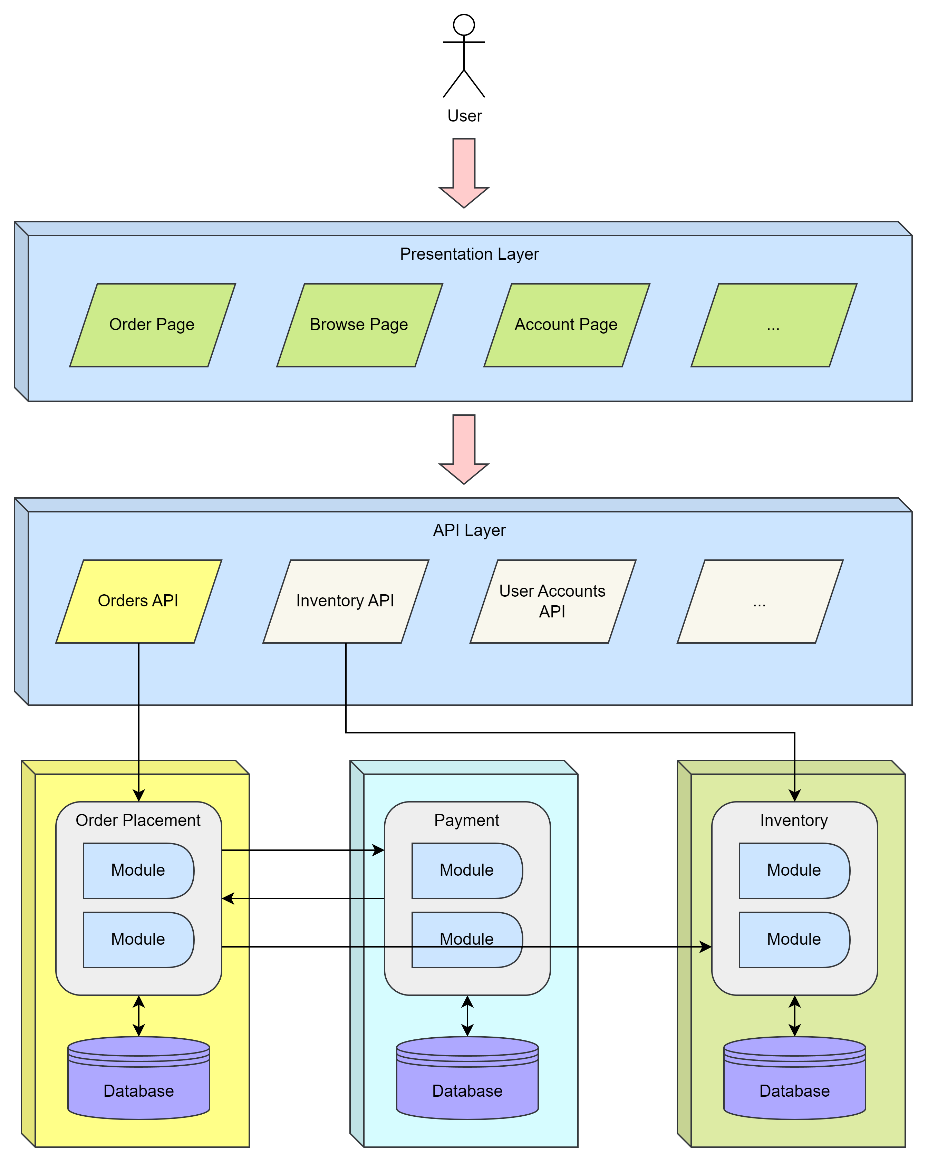 User
Presentation Layer
Order Page
Browse Page
Account Page
...
API Layer
Orders API
Inventory API
User Accounts
API
...
Order Placement
Module
Module
Database
Payment
Module
Module
Database
Inventory
Module
Module
Database